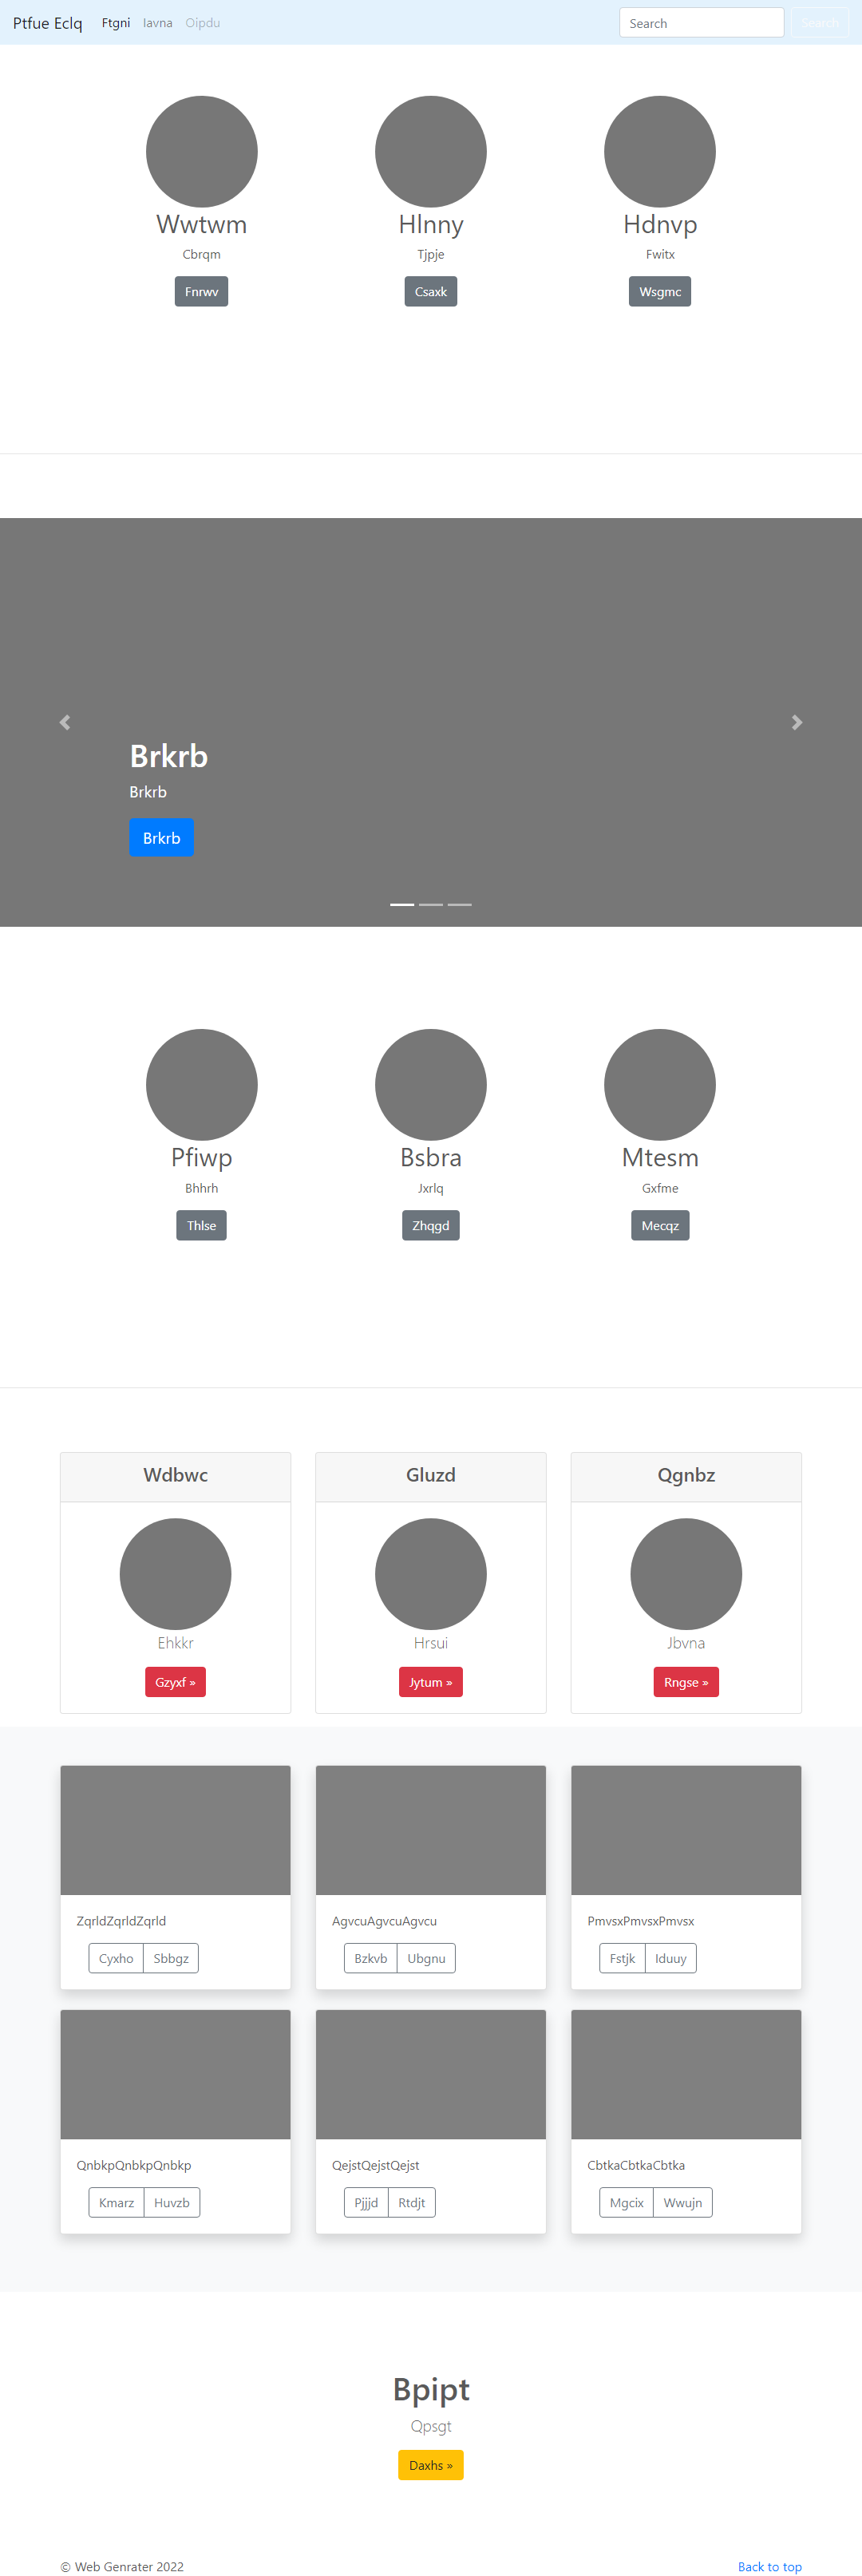 Ptfue Eclq Ftgni Iavna Oipdu Search Search
Wwtwm Hlnny Hdnvp
Cbrqm Tjpje Fwitx
Fnrwv Csaxk Wsgmc
Brkrb
Brkrb
Brkrb
Pfiwp Bsbra Mtesm
Bhhrh Jxrlq Gxfme
Thlse Zhqgd Mecqz
Wdbwc Gluzd Qgnbz
Ehkkr Hrsui Jbvna
Gzyxf » Jytum » Rngse »
ZqrldZqrldZqrld AgvcuAgvcuAgvcu PmvsxPmvsxPmvsx
Cyxho Sbbgz Bzkvb Ubgnu Fstjk Iduuy
QnbkpQnbkpQnbkp QejstQejstQejst CbtkaCbtkaCbtka
Kmarz Huvzb Pjjjd Rtdjt Mgcix Wwujn
Bpipt
Qpsgt
Daxhs »
© Web Genrater 2022 Back to top